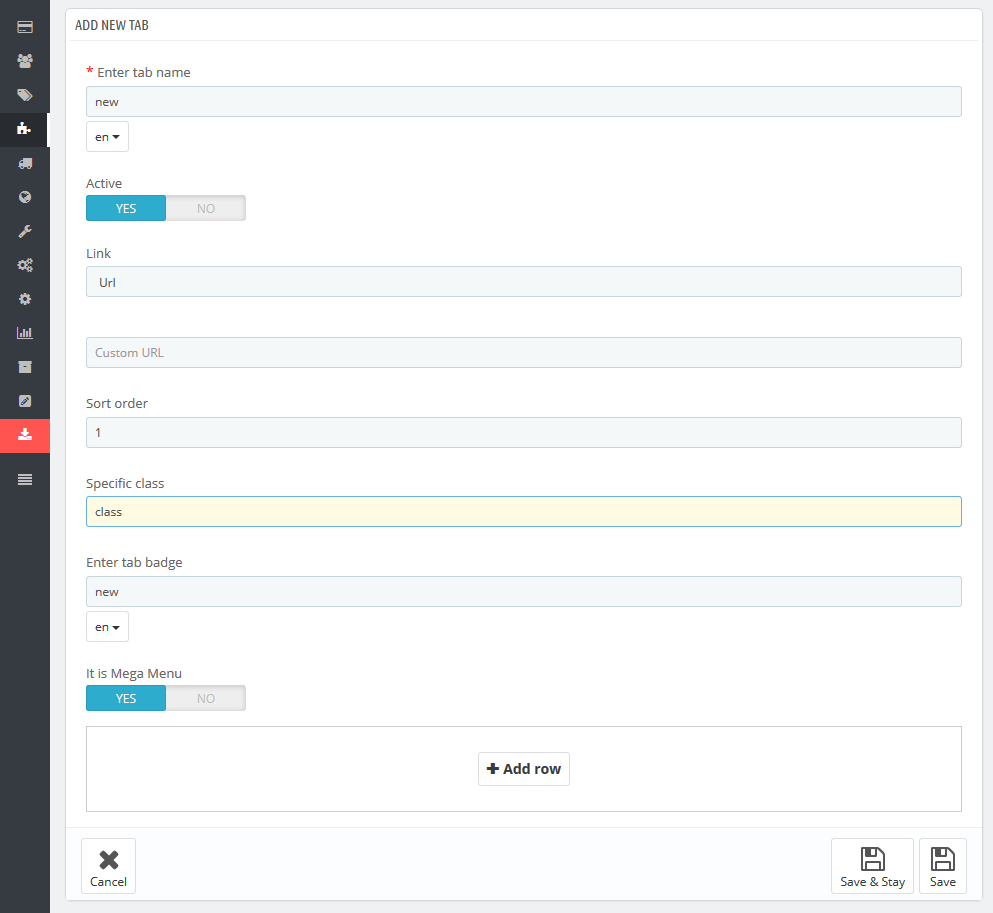 ADD NEW TAB
* Enter tab name
new
en
Active
YES NO
Link
Url
Custom URL
Sort order
1
Specific class
class
Enter tab badge
new
en
It is Mega Menu
YES NO
Add row
Cancel Save & Stay Save